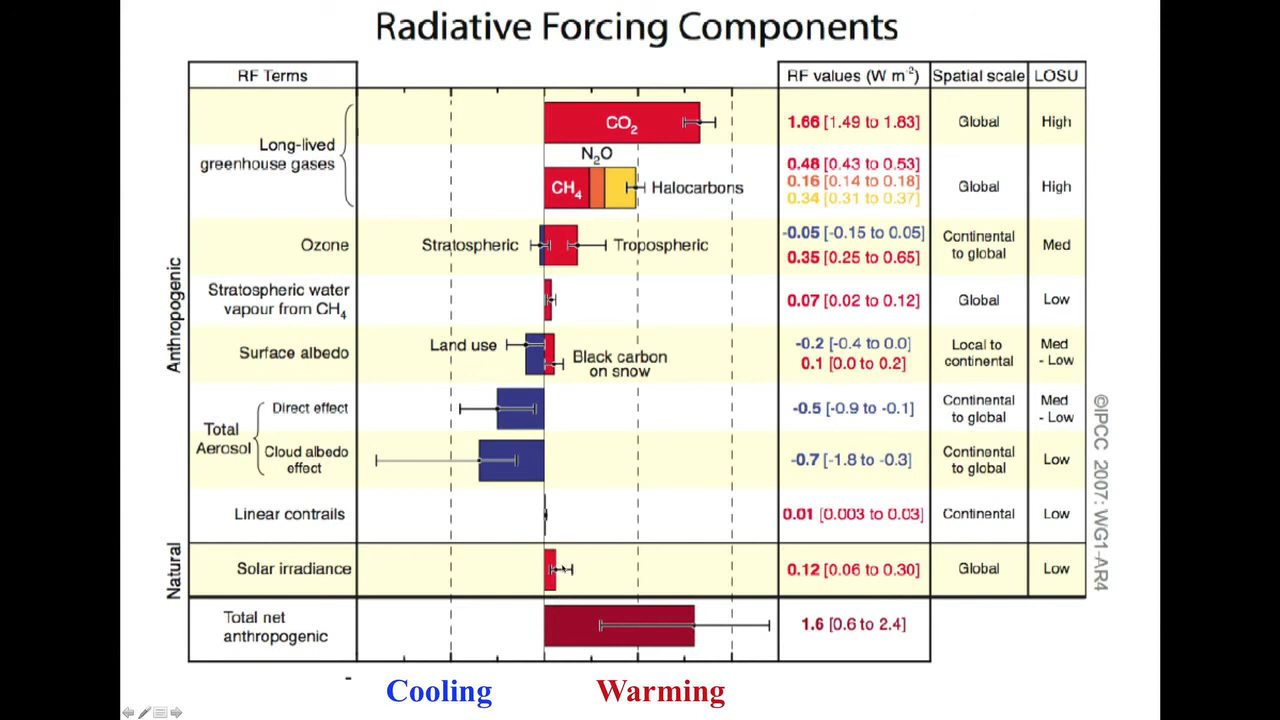 Radiative Forcing Components
RF Terms
RF values (W m-2)
Spatial scale
LOSU
Anthropogenic
Long-lived
greenhouse gases
CO2
1.66 [1.49 to 1.83]
Global
High
N2O
CH4
Halocarbons
0.48 [0.43 to 0.53]
0.16 [0.14 to 0.18]
0.34 [0.31 to 0.37]
Global
High
Ozone
Stratospheric
Tropospheric
-0.05 [-0.15 to 0.05]
0.35 [0.25 to 0.65]
Continental
to global
Med
Stratospheric water
vapour from CH4
0.07 [0.02 to 0.12]
Global
Low
Surface albedo
Land use
Black carbon
on snow
-0.2 [-0.4 to 0.0]
0.1 [0.0 to 0.2]
Local to
continental
Med
- Low
Total
Aerosol
Direct effect
-0.5 [-0.9 to -0.1]
Continental
to global
Med
- Low
Cloud albedo
effect
-0.7 [-1.8 to -0.3]
Continental
to global
Low
Linear contrails
0.01 [0.003 to 0.03]
Continental
Low
Natural
Solar irradiance
0.12 [0.06 to 0.30]
Global
Low
Total net
anthropogenic
1.6 [0.6 to 2.4]
©IPCC 2007: WG1-AR4
-
Cooling
Warming